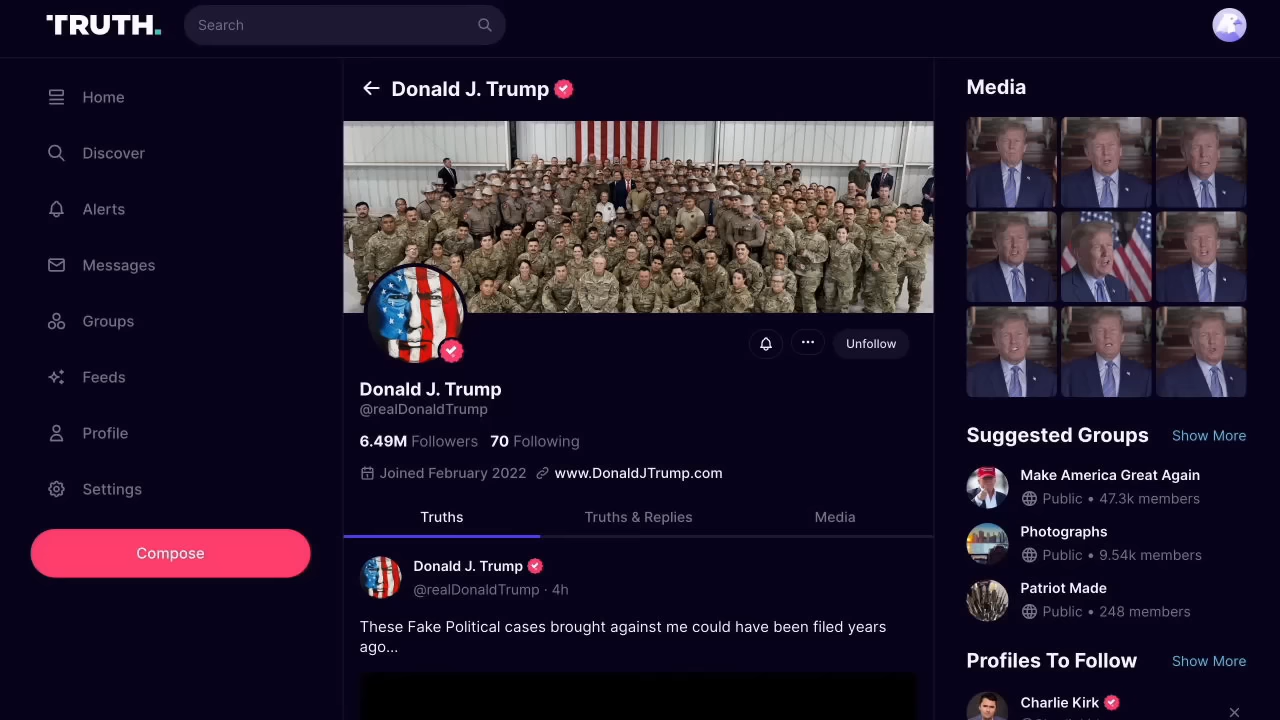 TRUTH.
Search
Home
Discover
Alerts
Messages
Groups
Feeds
Profile
Settings
Compose
Donald J. Trump
Unfollow
Donald J. Trump
@realDonaldTrump
6.49M Followers 70 Following
Joined February 2022 www.DonaldJTrump.com
Truths Truths & Replies Media
Donald J. Trump
@realDonaldTrump · 4h
These Fake Political cases brought against me could have been filed years
ago...
Media
Suggested Groups Show More
Make America Great Again
Public • 47.3k members
Photographs
Public • 9.54k members
Patriot Made
Public • 248 members
Profiles To Follow Show More
Charlie Kirk